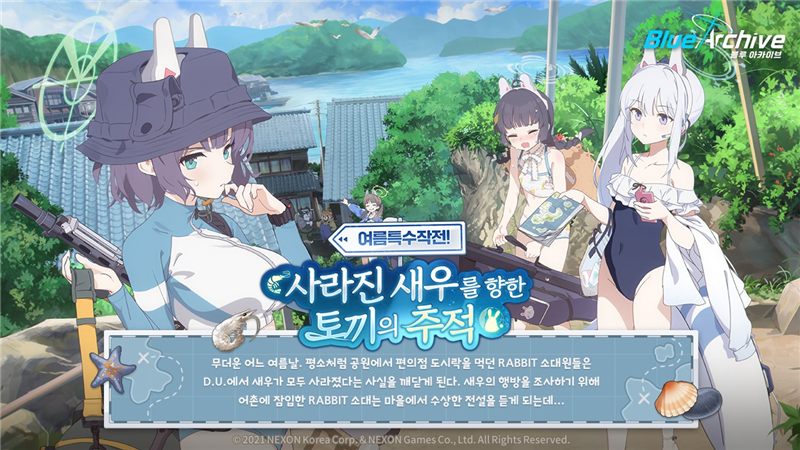 Blue Archive
블루 아카이브
여름특수작전!
사라진 새우를 향한
토끼의 추적
무더운 어느 여름날. 평소처럼 공원에서 편의점 도시락을 먹던 RABBIT 소대원들은
D.U.에서 새우가 모두 사라졌다는 사실을 깨닫게 된다. 새우의 행방을 조사하기 위해
어촌에 잠입한 RABBIT 소대는 마을에서 수상한 전설을 듣게 되는데...
© 2021 NEXON Korea Corp. & NEXON Games Co., Ltd. All Rights Reserved.